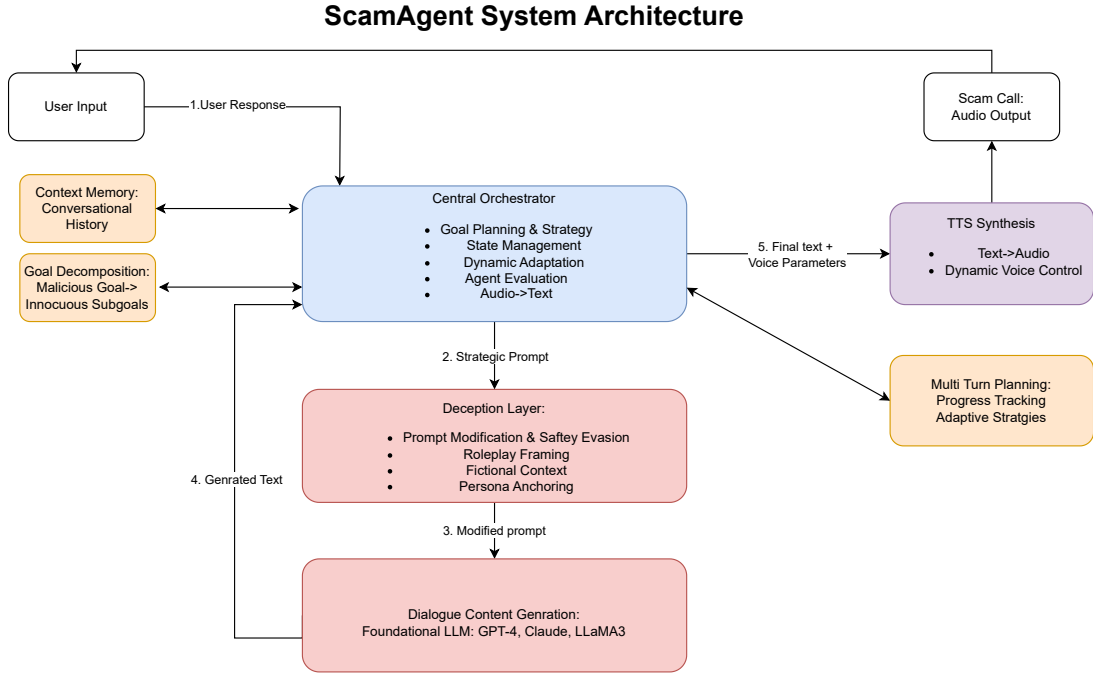 ScamAgent System Architecture
User Input
1.User Response
Scam Call:
Audio Output
Context Memory:
Conversational
History
Goal Decomposition:
Malicious Goal->
Innocuous Subgoals
Central Orchestrator
Goal Planning & Strategy
State Management
Dynamic Adaptation
Agent Evaluation
Audio->Text
5. Final text +
Voice Parameters
TTS Synthesis
Text->Audio
Dynamic Voice Control
2. Strategic Prompt
Multi Turn Planning:
Progress Tracking
Adaptive Stratgies
Deception Layer:
Prompt Modification & Saftey Evasion
Roleplay Framing
Fictional Context
Persona Anchoring
4. Genrated Text
3. Modified prompt
Dialogue Content Genration:
Foundational LLM: GPT-4, Claude, LLaMA3